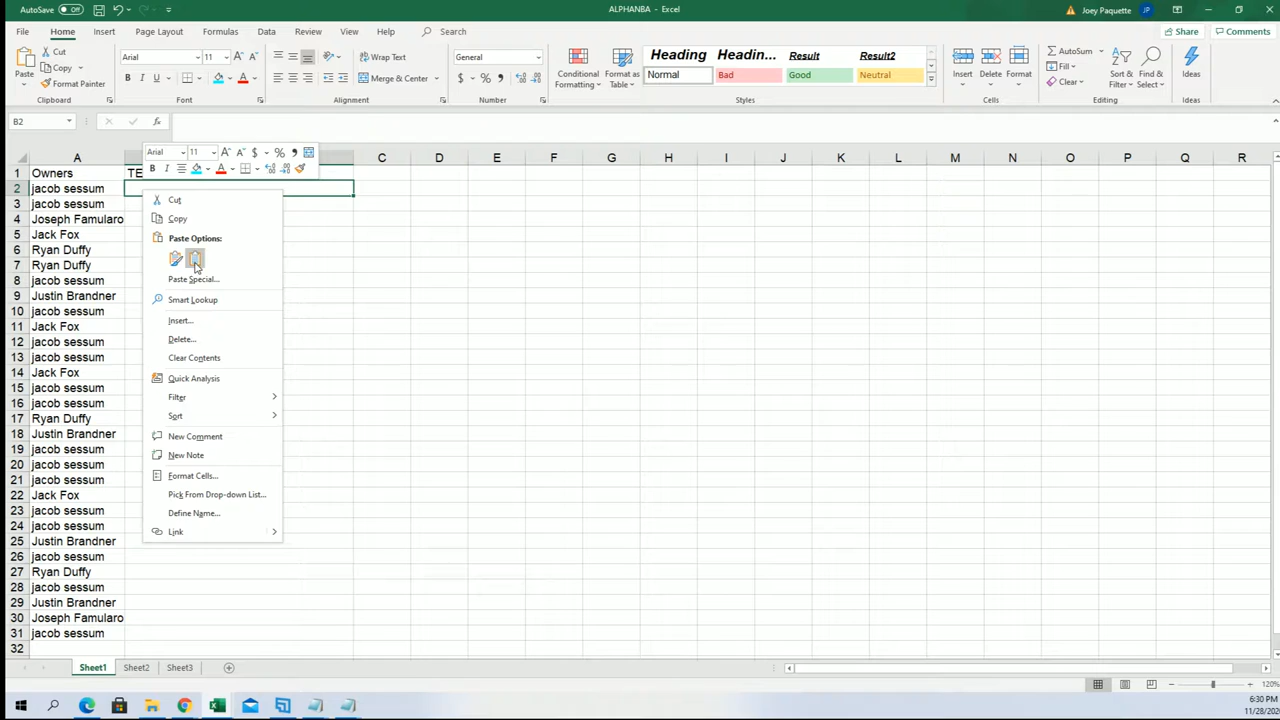 AutoSave Off
ALPHANBA - Excel
Joey Paquette JP
File Home Insert Page Layout Formulas Data Review View Help Search Share Comments
Paste Cut Copy Format Painter
Arial 11 Wrap Text General
Merge & Center
Conditional Formatting Format as Table
Heading Headin... Result Result2
Normal Bad Good Neutral
Insert Delete Format
AutoSum Fill Clear
Sort & Filter Find & Select Ideas
Clipboard Font Alignment Number Styles Cells Editing Ideas
B2
Arial 11
A C D E F G H I J K L M N O P Q R
1 Owners TE
2 jacob sessum
3 jacob sessum
4 Joseph Famularo
5 Jack Fox
6 Ryan Duffy
7 Ryan Duffy
8 jacob sessum
9 Justin Brandner
10 jacob sessum
11 Jack Fox
12 jacob sessum
13 jacob sessum
14 Jack Fox
15 jacob sessum
16 jacob sessum
17 Ryan Duffy
18 Justin Brandner
19 jacob sessum
20 jacob sessum
21 jacob sessum
22 Jack Fox
23 jacob sessum
24 jacob sessum
25 Justin Brandner
26 jacob sessum
27 Ryan Duffy
28 jacob sessum
29 Justin Brandner
30 Joseph Famularo
31 jacob sessum
32
Cut
Copy
Paste Options:
Paste Special...
Smart Lookup
Insert...
Delete...
Clear Contents
Quick Analysis
Filter
Sort
New Comment
New Note
Format Cells...
Pick From Drop-down List...
Define Name...
Link
Sheet1 Sheet2 Sheet3
120%
6:30 PM